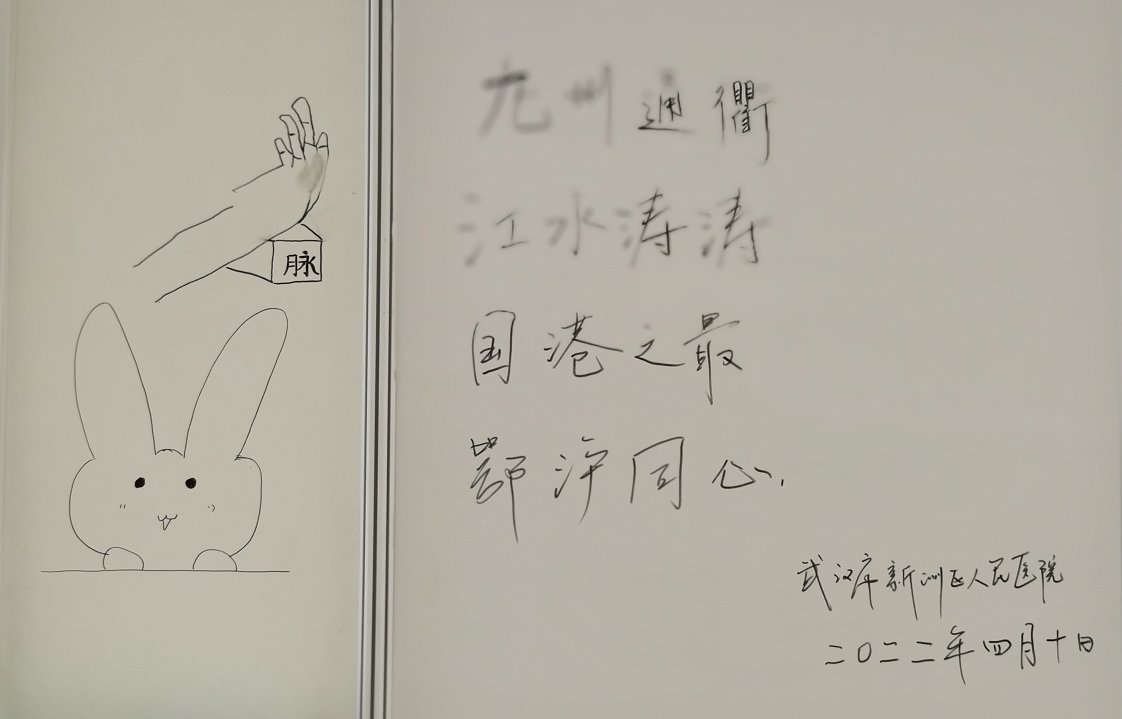 脉
九州通衢
江水涛涛
国港之最
鄂沪同心.
武汉市新洲区人民医院
二〇二二年四月十日